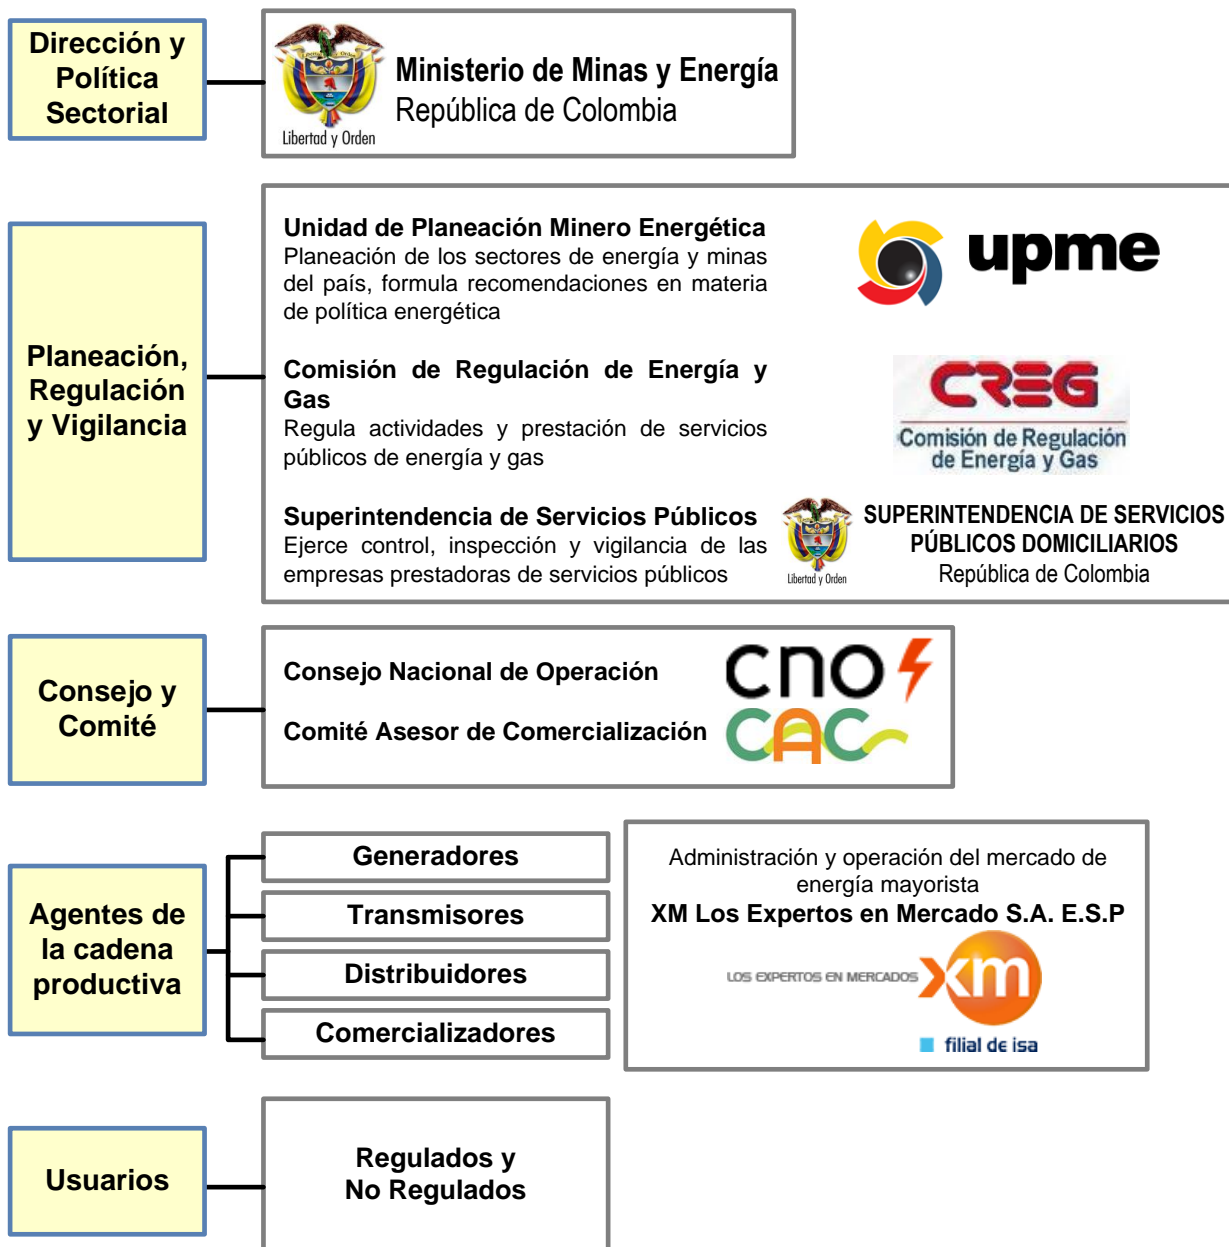 Dirección y
Política
Sectorial
Ministerio de Minas y Energía
República de Colombia
Libertad y Orden
Planeación,
Regulación
y Vigilancia
Unidad de Planeación Minero Energética
Planeación de los sectores de energía y minas
del país, formula recomendaciones en materia
de política energética
upme
Comisión de Regulación de Energía y
Gas
Regula actividades y prestación de servicios
públicos de energía y gas
CREG
Comisión de Regulación
de Energía y Gas
Superintendencia de Servicios Públicos
Ejerce control, inspección y vigilancia de las
empresas prestadoras de servicios públicos
Libertad y Orden
SUPERINTENDENCIA DE SERVICIOS
PÚBLICOS DOMICILIARIOS
República de Colombia
Consejo y
Comité
Consejo Nacional de Operación
cno
Comité Asesor de Comercialización
CAC
Agentes de
la cadena
productiva
Generadores
Transmisores
Distribuidores
Comercializadores
Administración y operación del mercado de
energía mayorista
XM Los Expertos en Mercado S.A. E.S.P
LOS EXPERTOS EN MERCADOS
xm
filial de isa
Usuarios
Regulados y
No Regulados